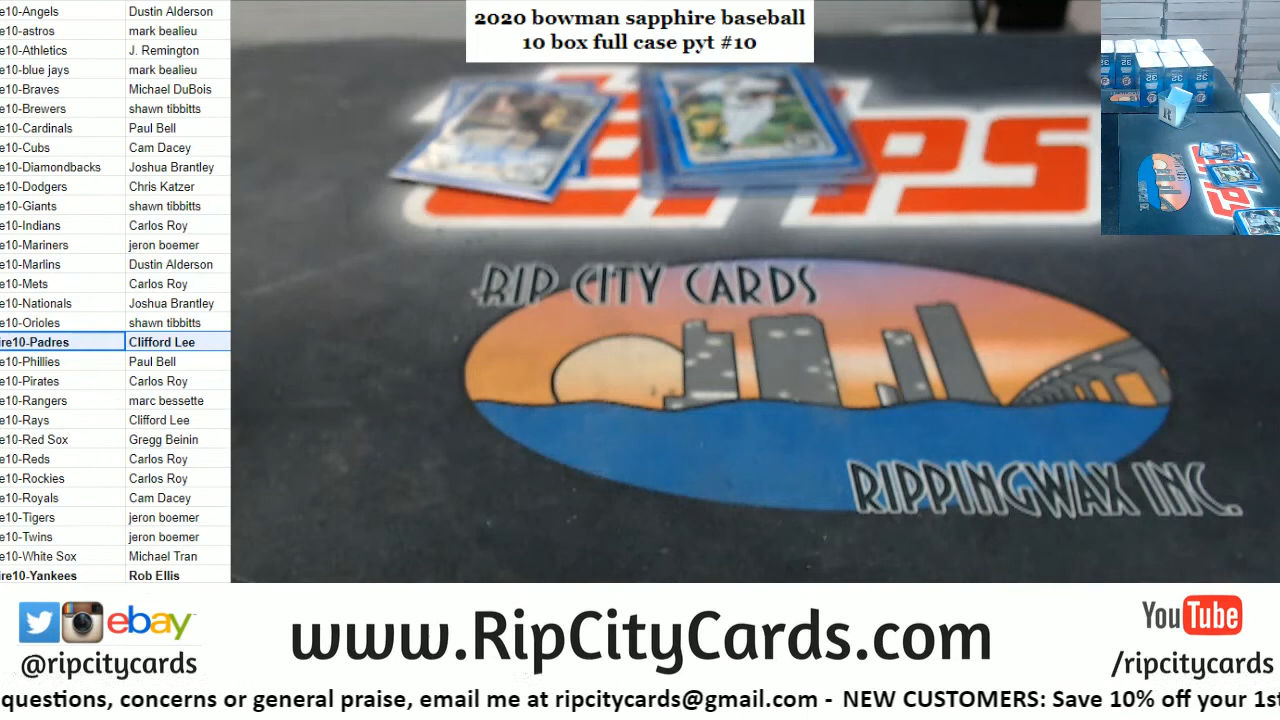 2020 bowman sapphire baseball
10 box full case pyt #10
e10-Angels Dustin Alderson
e10-astros mark bealieu
e10-Athletics J. Remington
e10-blue jays mark bealieu
e10-Braves Michael DuBois
e10-Brewers shawn tibbitts
e10-Cardinals Paul Bell
e10-Cubs Cam Dacey
e10-Diamondbacks Joshua Brantley
e10-Dodgers Chris Katzer
e10-Giants shawn tibbitts
e10-Indians Carlos Roy
e10-Mariners jeron boemer
e10-Marlins Dustin Alderson
e10-Mets Carlos Roy
e10-Nationals Joshua Brantley
e10-Orioles shawn tibbitts
ire10-Padres Clifford Lee
e10-Phillies Paul Bell
e10-Pirates Carlos Roy
e10-Rangers marc bessette
e10-Rays Clifford Lee
e10-Red Sox Gregg Beinin
e10-Reds Carlos Roy
e10-Rockies Carlos Roy
e10-Royals Cam Dacey
e10-Tigers jeron boemer
e10-Twins jeron boemer
e10-White Sox Michael Tran
ire10-Yankees Rob Ellis
RIP CITY CARDS
RIPPINGWAX INC.
ebay
@ripcitycards
www.RipCityCards.com
YouTube
/ripcitycards
questions, concerns or general praise, email me at ripcitycards@gmail.com - NEW CUSTOMERS: Save 10% off your 1st